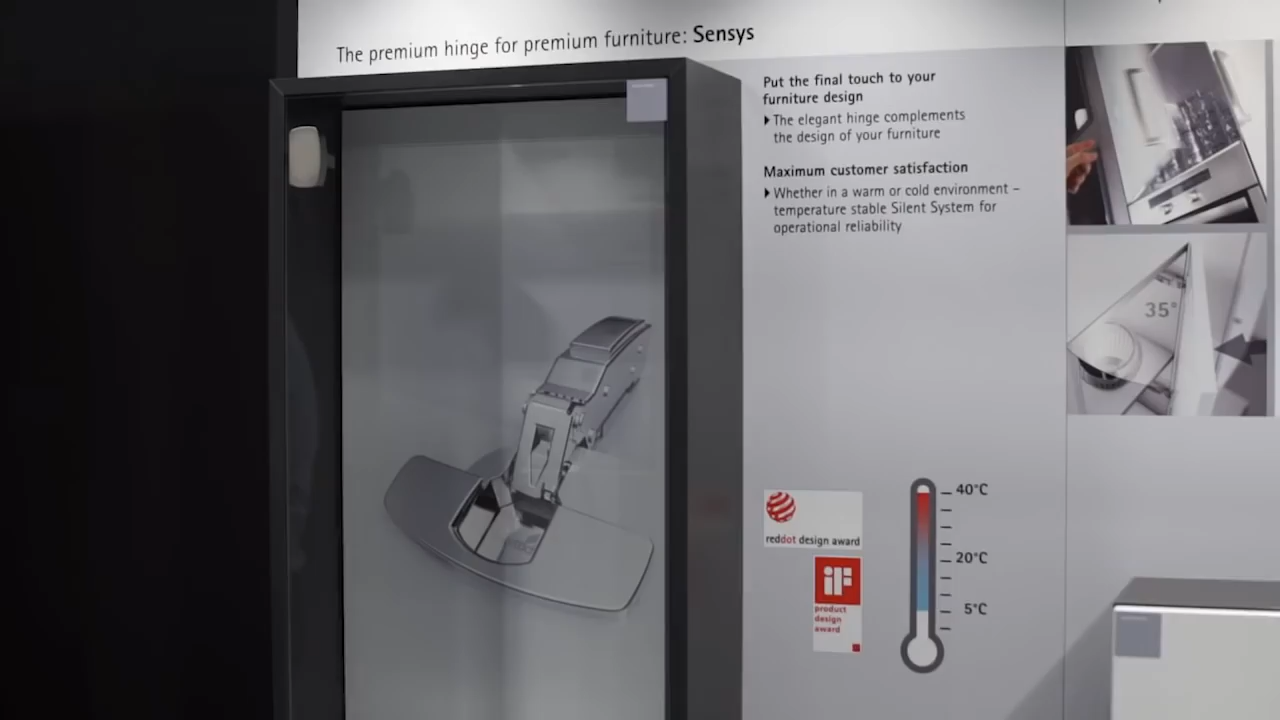 The premium hinge for premium furniture: Sensys
Put the final touch to your
furniture design
The elegant hinge complements
the design of your furniture
Maximum customer satisfaction
Whether in a warm or cold environment –
temperature stable Silent System for
operational reliability
35°
reddot design award
iF
product
design
award
40°C
20°C
5°C